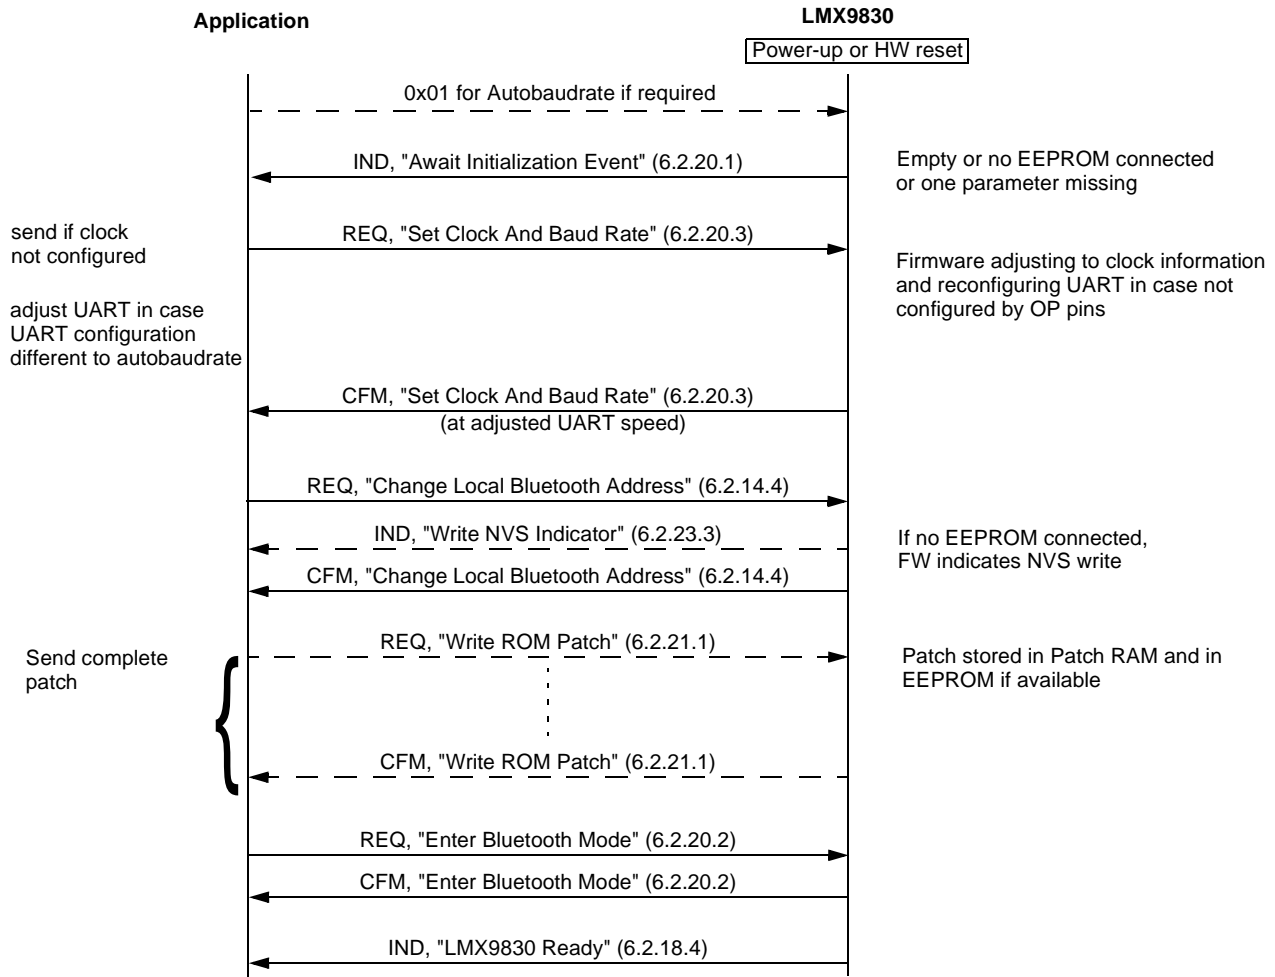 Application
LMX9830
Power-up or HW reset
0x01 for Autobaudrate if required
IND, "Await Initialization Event" (6.2.20.1)
Empty or no EEPROM connected
or one parameter missing
send if clock
not configured
REQ, "Set Clock And Baud Rate" (6.2.20.3)
Firmware adjusting to clock information
and reconfiguring UART in case not
configured by OP pins
adjust UART in case
UART configuration
different to autobaudrate
CFM, "Set Clock And Baud Rate" (6.2.20.3)
(at adjusted UART speed)
REQ, "Change Local Bluetooth Address" (6.2.14.4)
IND, "Write NVS Indicator" (6.2.23.3)
If no EEPROM connected,
FW indicates NVS write
CFM, "Change Local Bluetooth Address" (6.2.14.4)
REQ, "Write ROM Patch" (6.2.21.1)
Send complete
patch
Patch stored in Patch RAM and in
EEPROM if available
CFM, "Write ROM Patch" (6.2.21.1)
REQ, "Enter Bluetooth Mode" (6.2.20.2)
CFM, "Enter Bluetooth Mode" (6.2.20.2)
IND, "LMX9830 Ready" (6.2.18.4)